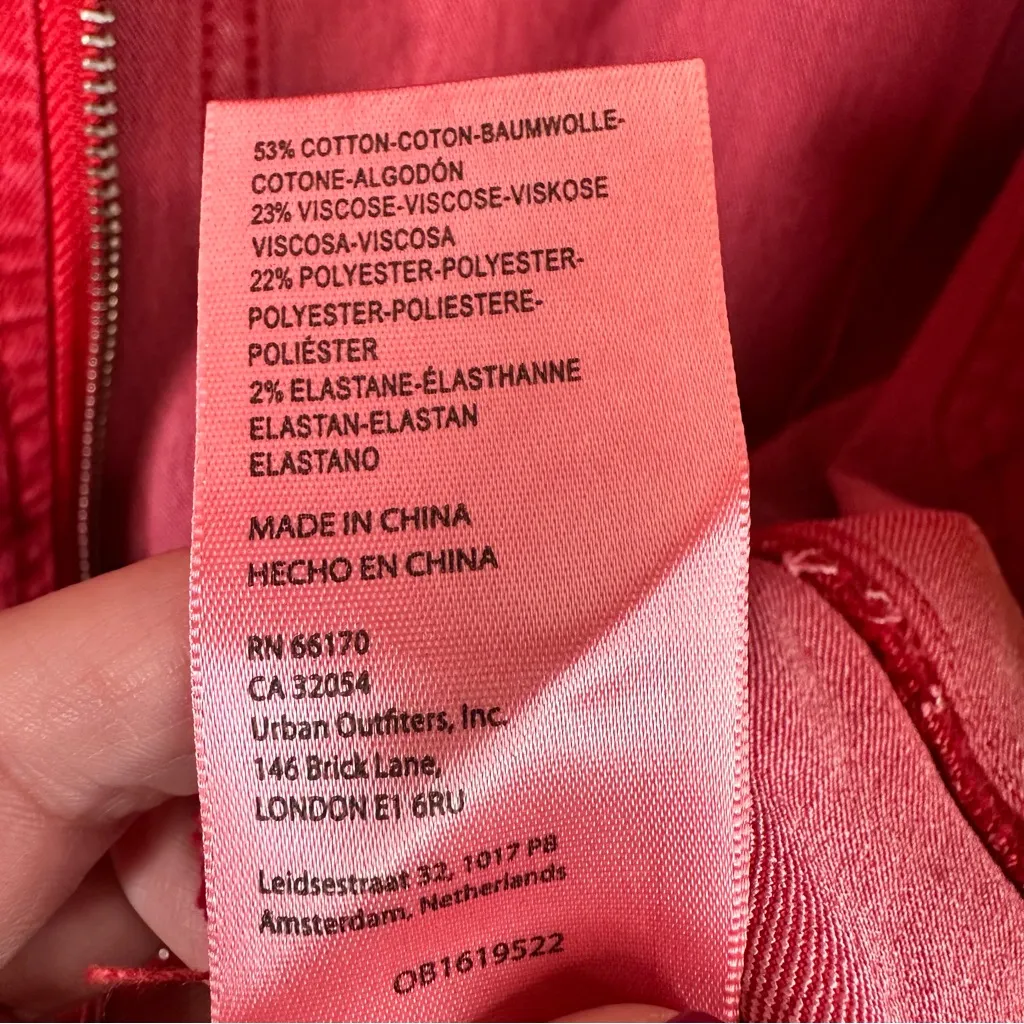 53% COTTON-COTON-BAUMWOLLE-
COTONE-ALGODÓN
23% VISCOSE-VISCOSE-VISKOSE
VISCOSA-VISCOSA
22% POLYESTER-POLYESTER-
POLYESTER-POLIESTERE-
POLIÉSTER
2% ELASTANE-ÉLASTHANNE
ELASTAN-ELASTAN
ELASTANO
MADE IN CHINA
HECHO EN CHINA
RN 66170
CA 32054
Urban Outfiters, Inc.
146 Brick Lane,
LONDON E1 6RU
Leidsestraat 32, 1017 PB
Amsterdam, Netherlands
OB1619522